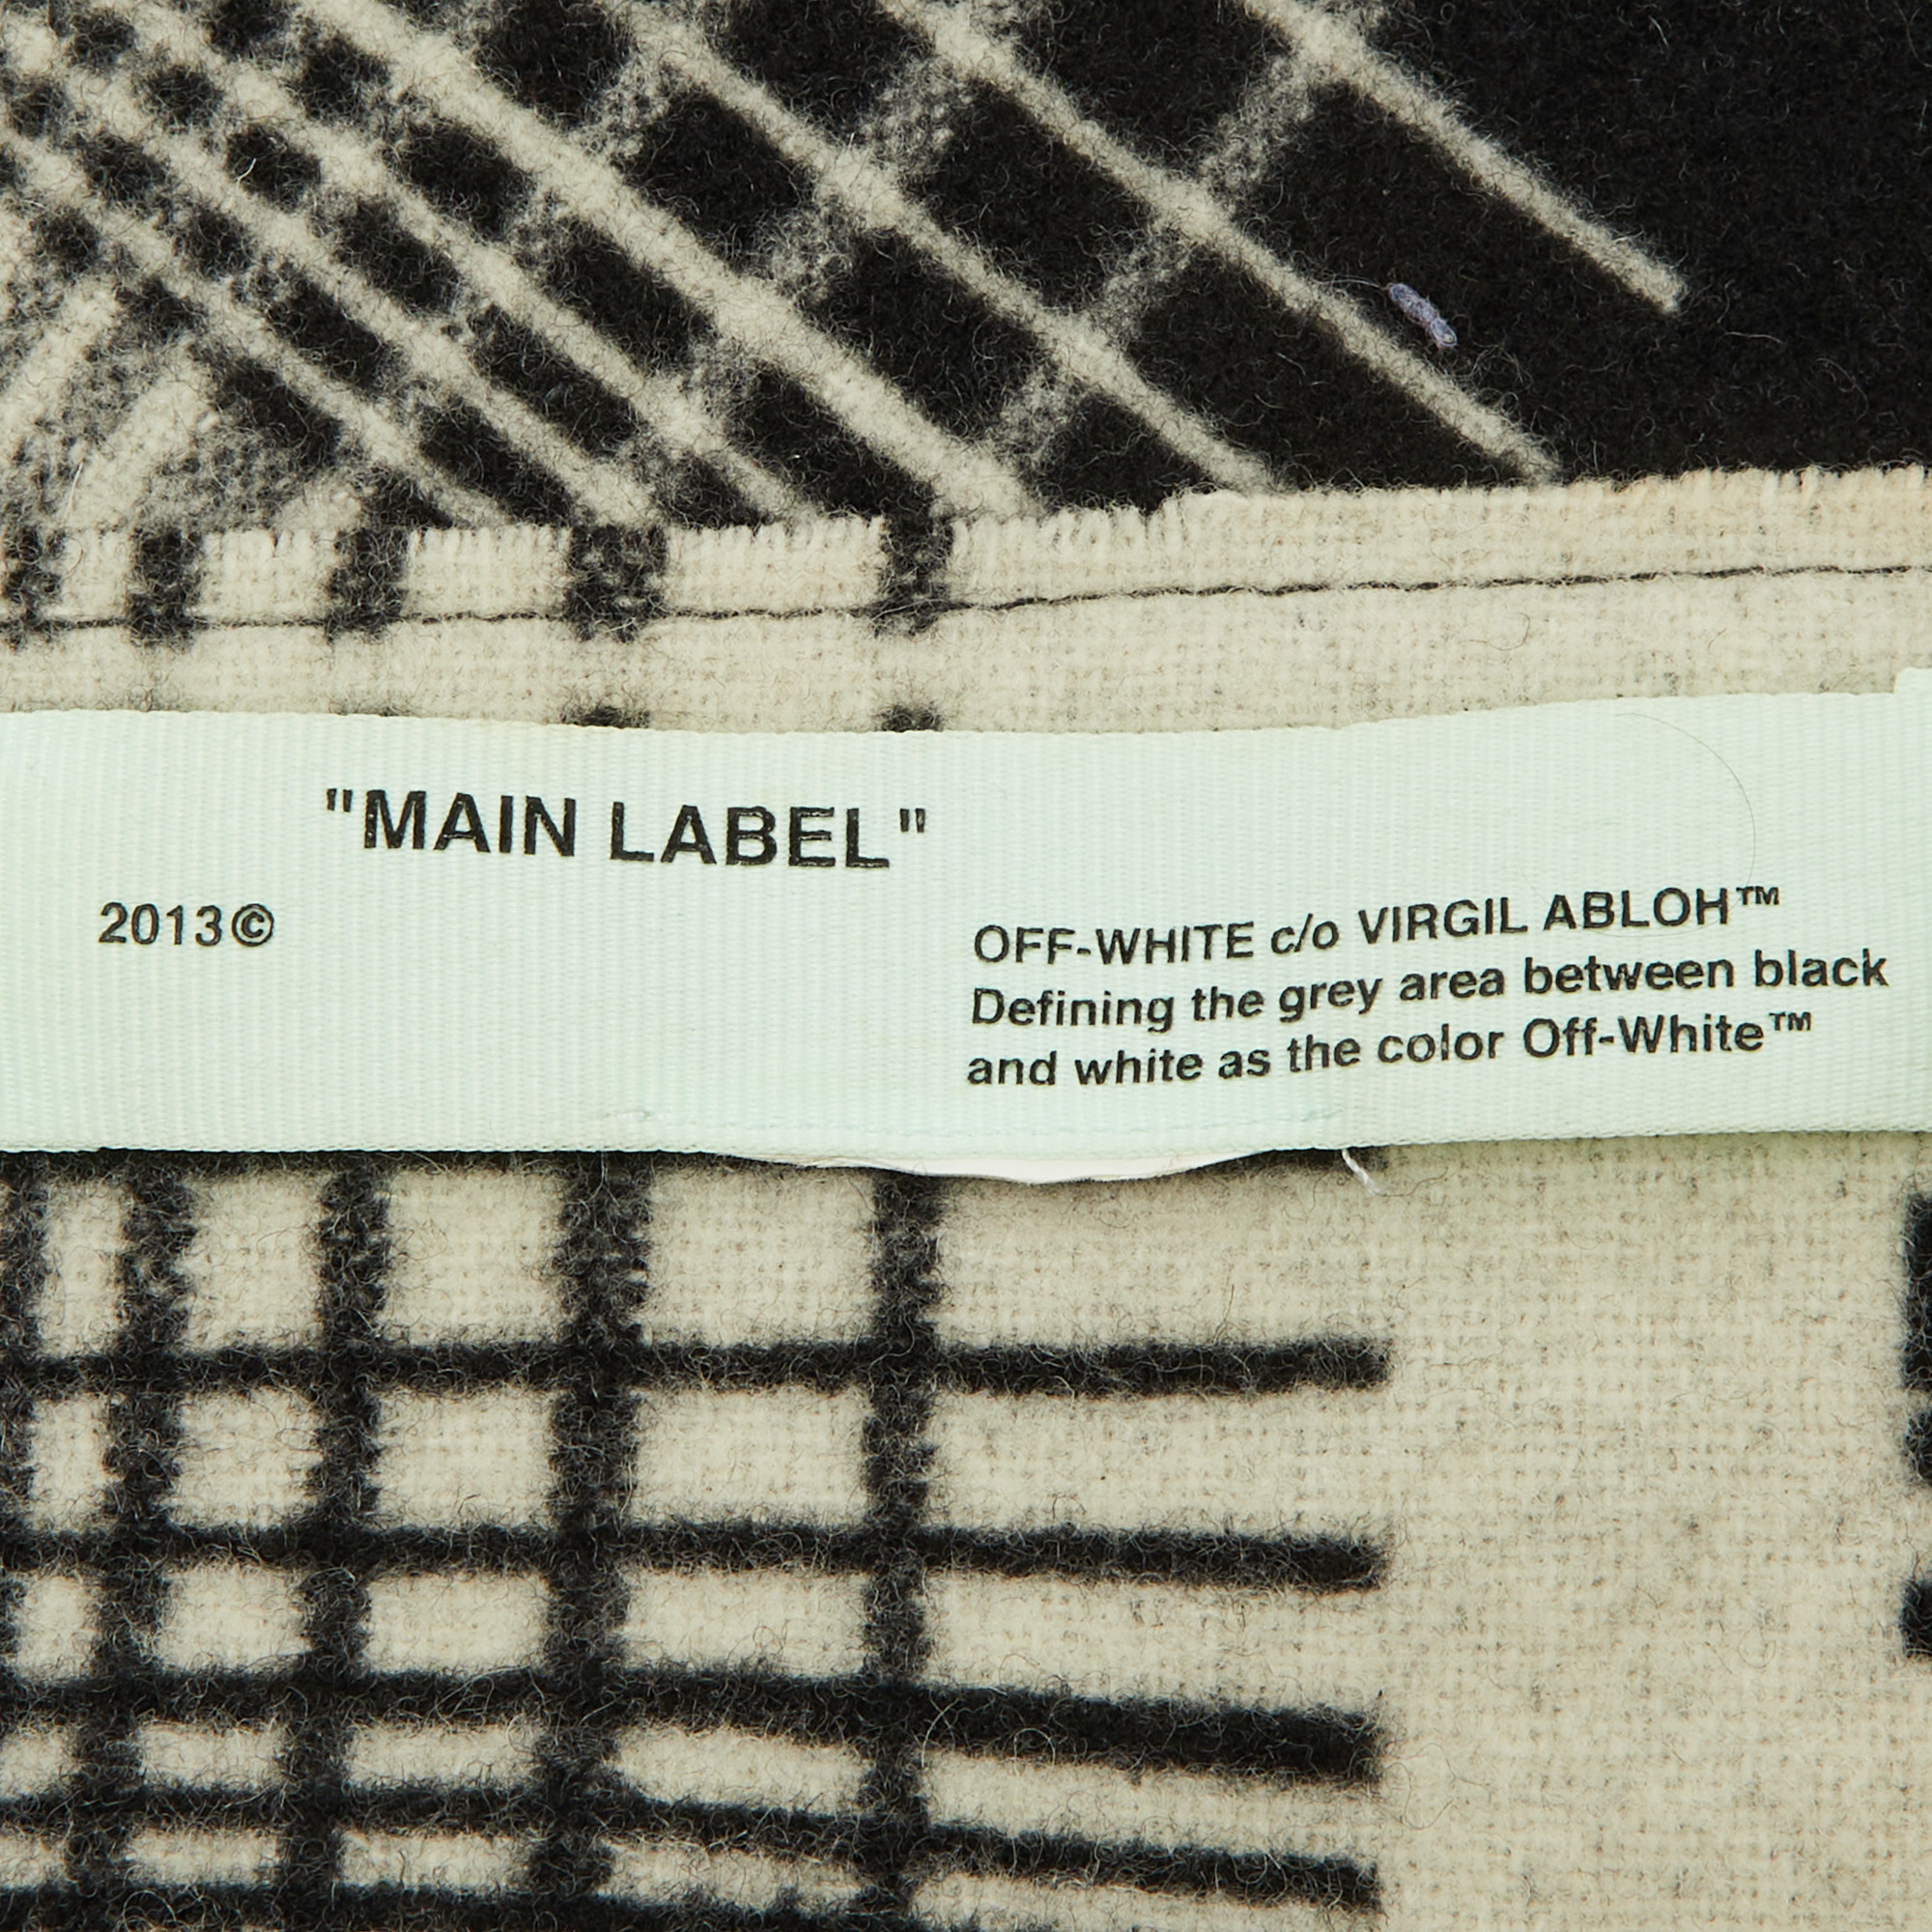 "MAIN LABEL"
2013©
OFF-WHITE c/o VIRGIL ABLOH™
Defining the grey area between black
and white as the color Off-White™